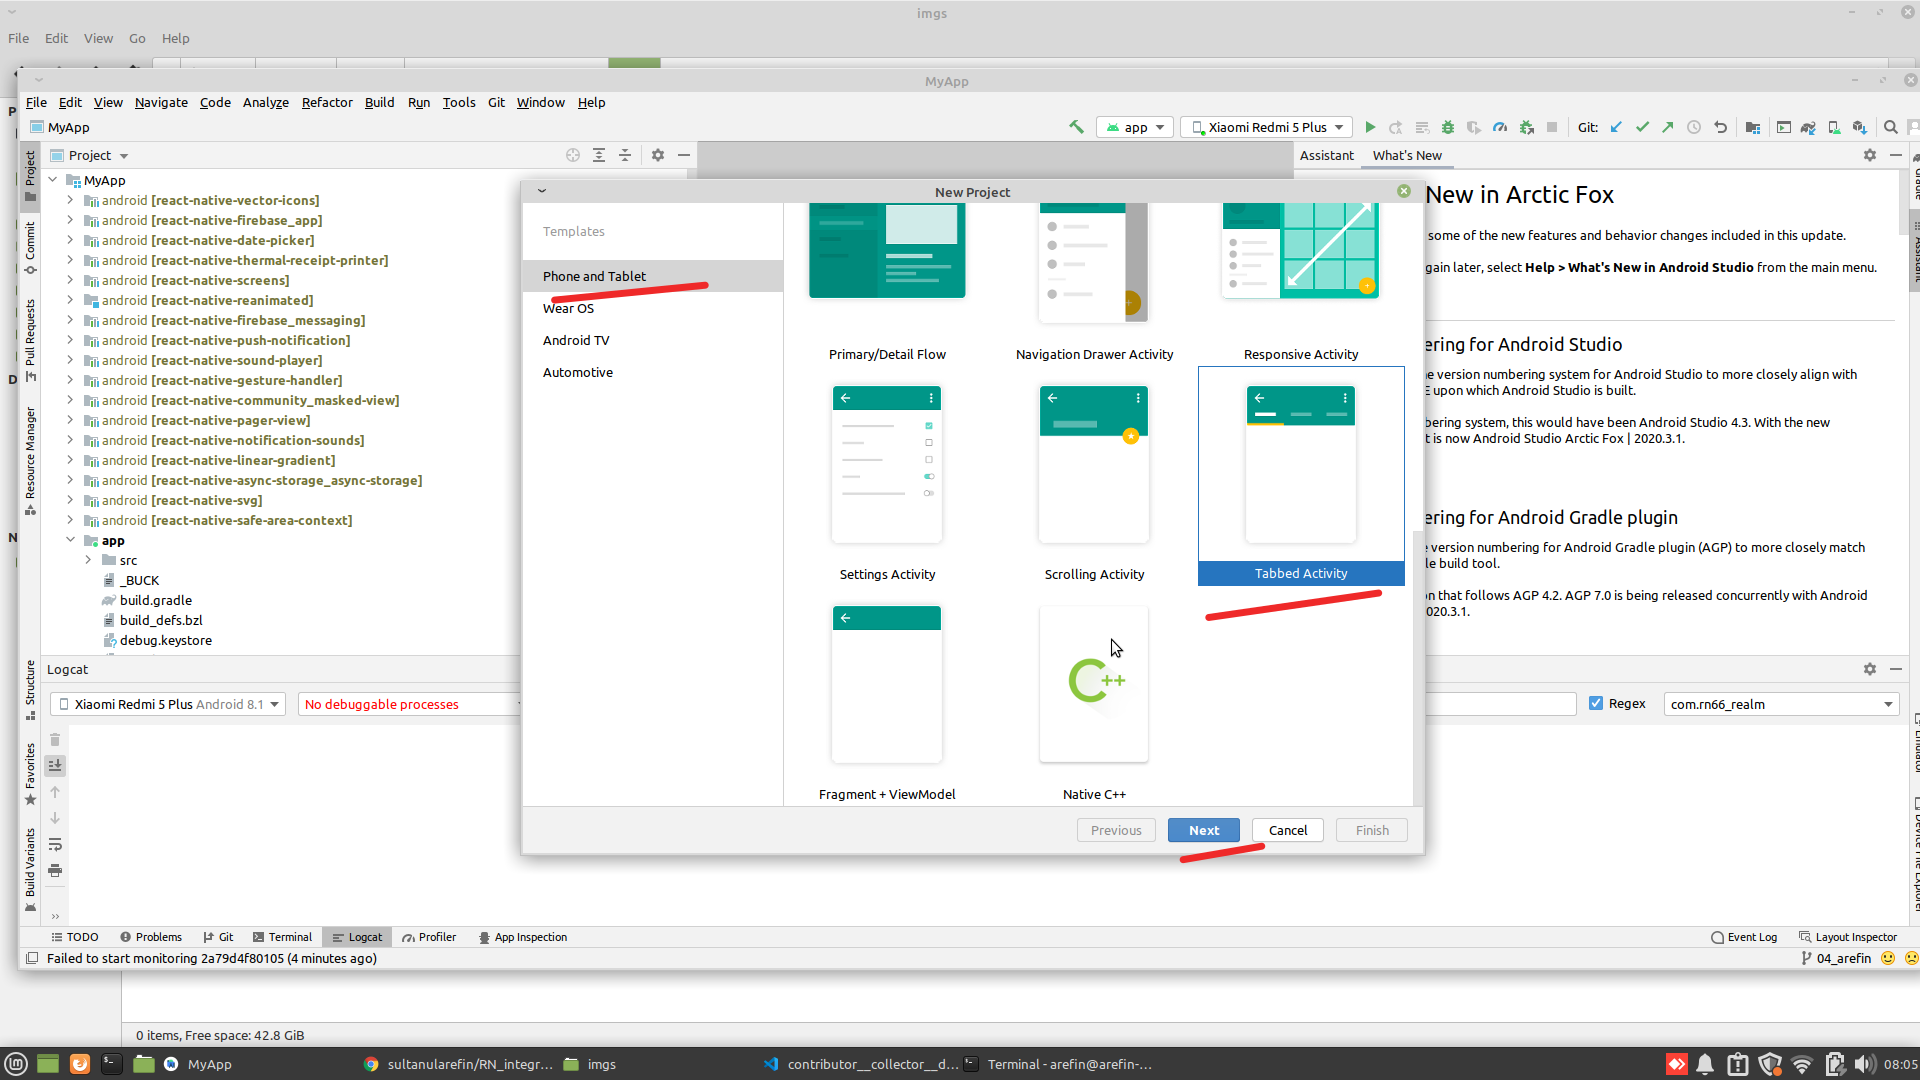 imgs
File Edit View Go Help
MyApp
File Edit View Navigate Code Analyze Refactor Build Run Tools Git Window Help
MyApp
app
Xiaomi Redmi 5 Plus
Git:
Project
Assistant
What's New
MyApp
android [react-native-vector-icons]
android [react-native-firebase_app]
android [react-native-date-picker]
android [react-native-thermal-receipt-printer]
android [react-native-screens]
android [react-native-reanimated]
android [react-native-firebase_messaging]
android [react-native-push-notification]
android [react-native-sound-player]
android [react-native-gesture-handler]
android [react-native-community_masked-view]
android [react-native-pager-view]
android [react-native-notification-sounds]
android [react-native-linear-gradient]
android [react-native-async-storage_async-storage]
android [react-native-svg]
android [react-native-safe-area-context]
app
src
_BUCK
build.gradle
build_defs.bzl
debug.keystore
Project
Commit
Pull Requests
Resource Manager
Structure
Favorites
Build Variants
New Project
Templates
Phone and Tablet
Wear OS
Android TV
Automotive
Primary/Detail Flow
Navigation Drawer Activity
Responsive Activity
Settings Activity
Scrolling Activity
Tabbed Activity
C++
Fragment + ViewModel
Native C++
Previous
Next
Cancel
Finish
New in Arctic Fox
some of the new features and behavior changes included in this update.
gain later, select Help > What's New in Android Studio from the main menu.
ering for Android Studio
e version numbering system for Android Studio to more closely align with
E upon which Android Studio is built.
bering system, this would have been Android Studio 4.3. With the new
t is now Android Studio Arctic Fox | 2020.3.1.
ering for Android Gradle plugin
version numbering for Android Gradle plugin (AGP) to more closely match
le build tool.
n that follows AGP 4.2. AGP 7.0 is being released concurrently with Android
020.3.1.
Logcat
Xiaomi Redmi 5 Plus Android 8.1
No debuggable processes
Regex
com.rn66_realm
TODO
Problems
Git
Terminal
Logcat
Profiler
App Inspection
Event Log
Layout Inspector
Failed to start monitoring 2a79d4f80105 (4 minutes ago)
04_arefin
0 items, Free space: 42.8 GiB
MyApp
sultanularefin/RN_integr...
imgs
contributor__collector__d...
Terminal - arefin@arefin-...
08:05